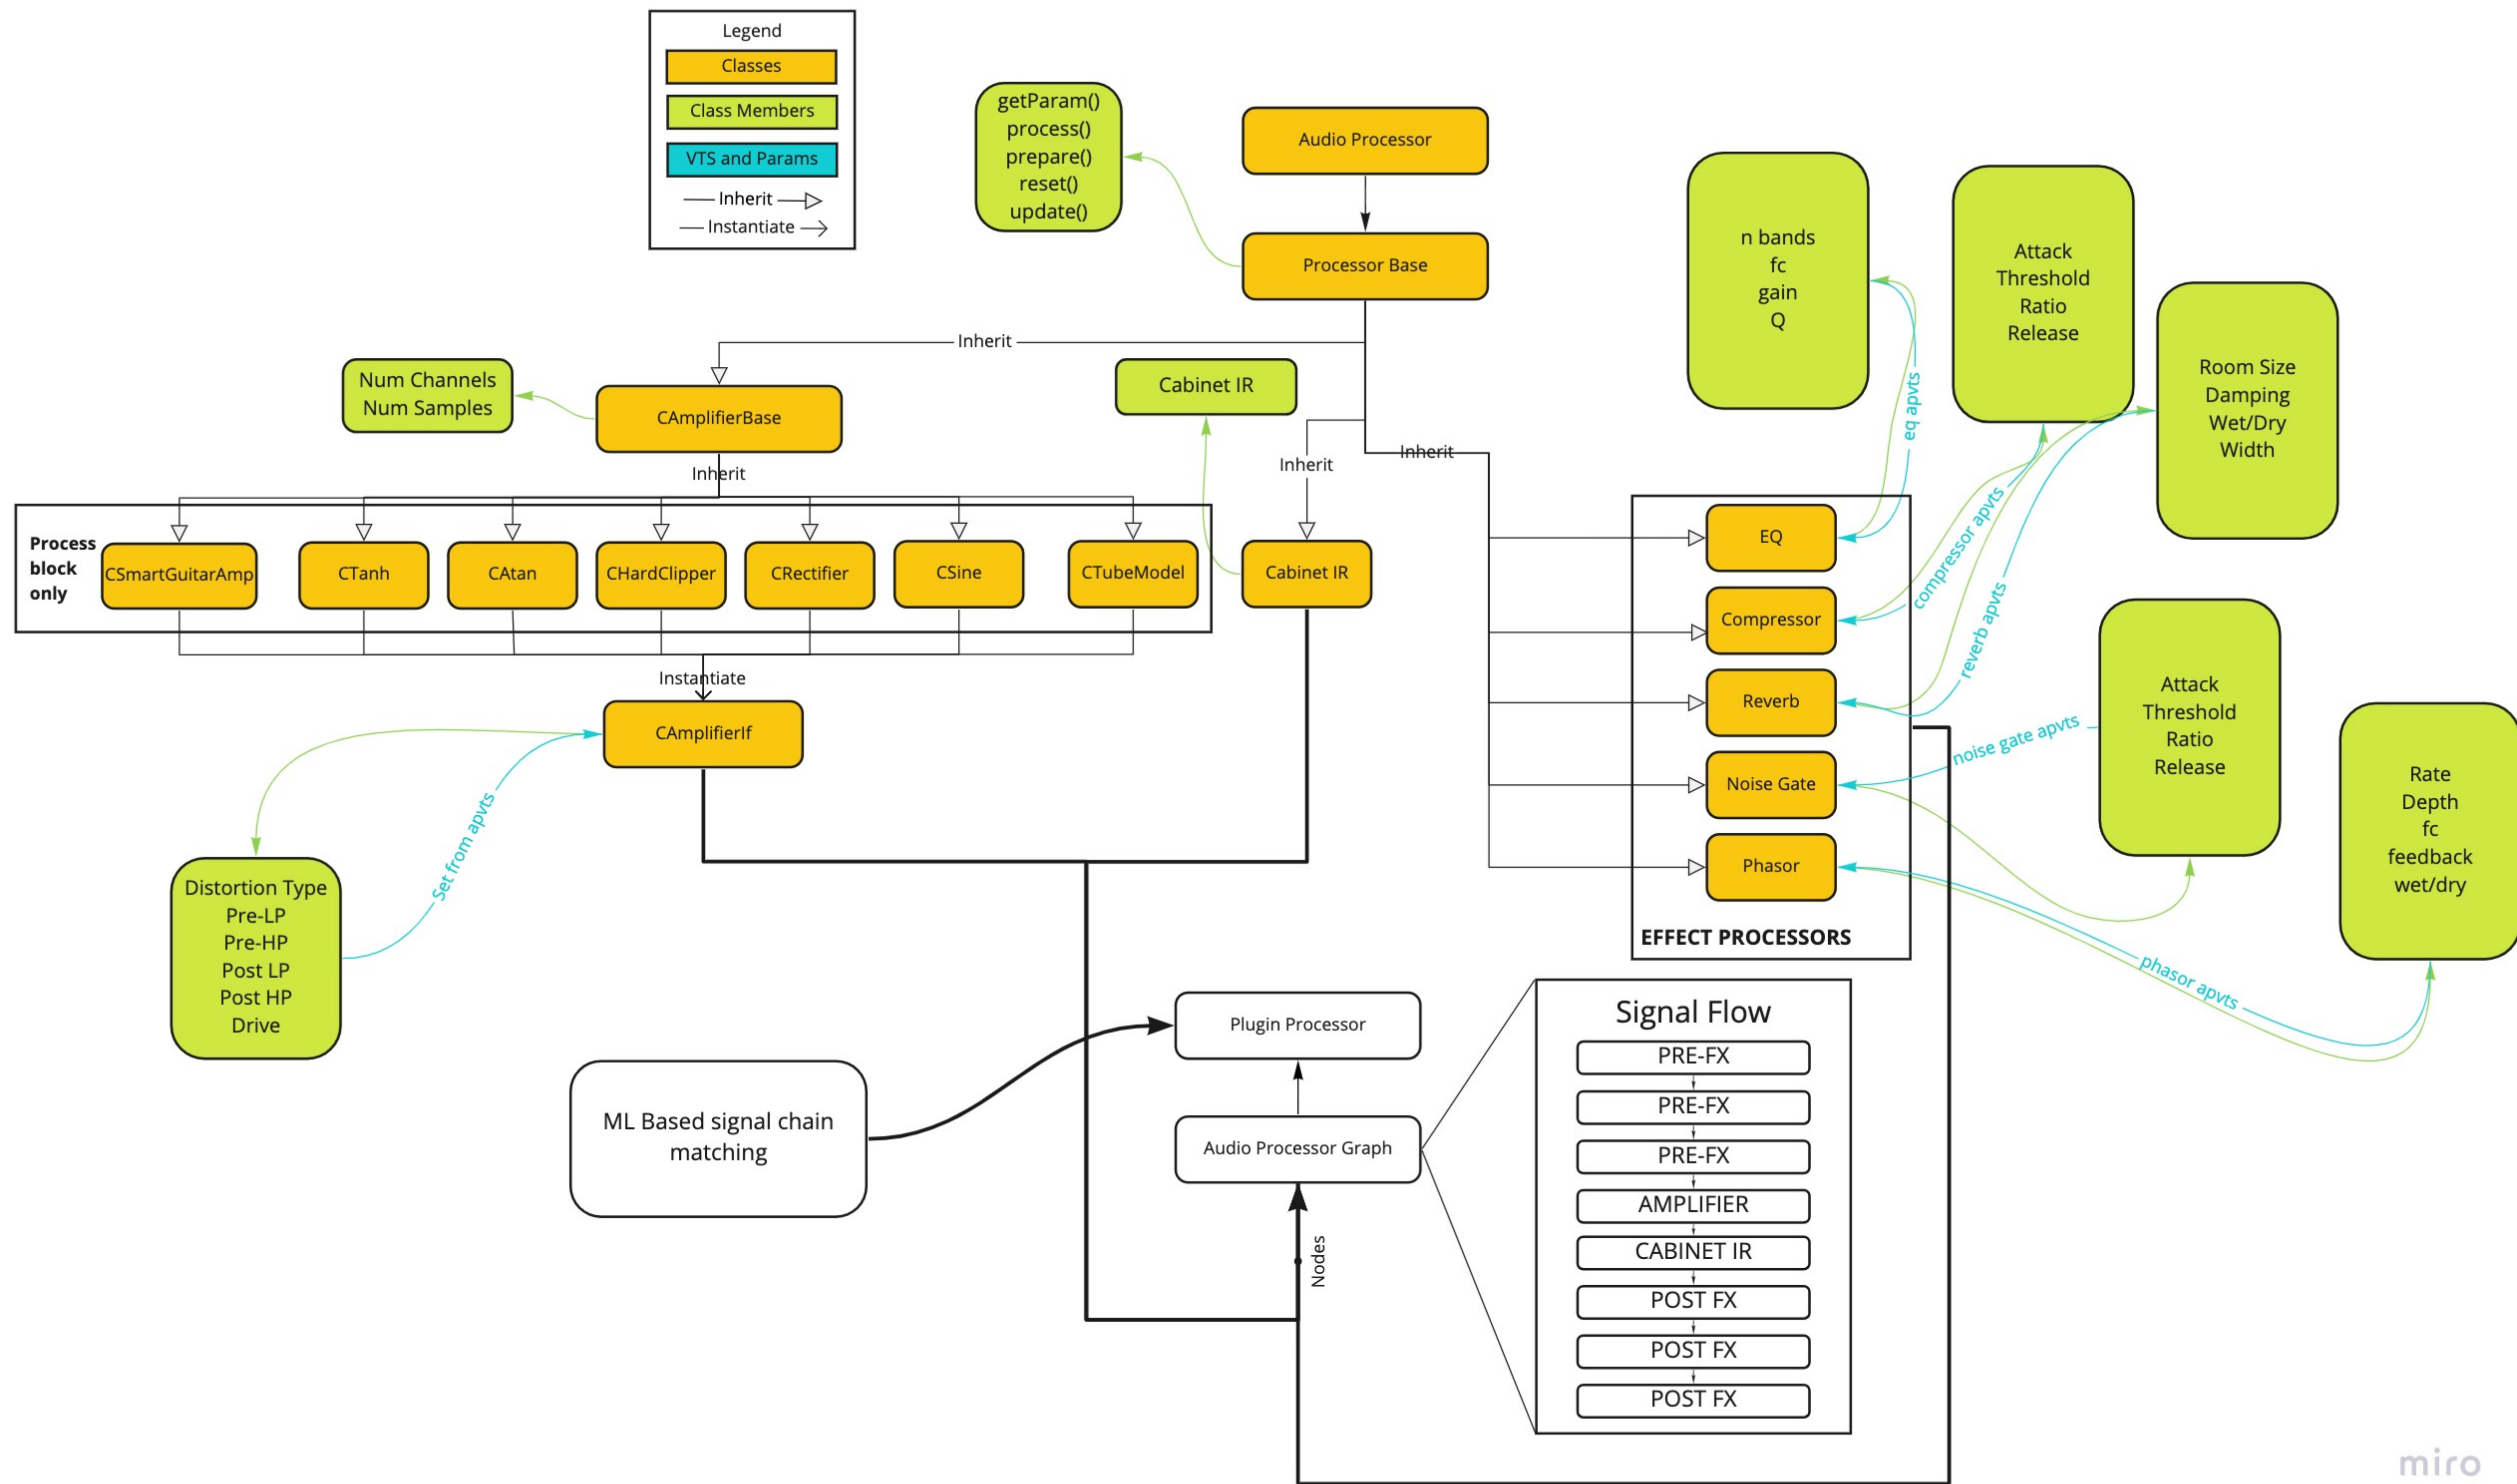 Legend
Classes
Class Members
VTS and Params
Inherit
Instantiate
getParam()
process()
prepare()
reset()
update()
Audio Processor
Processor Base
n bands
fc
gain
Q
Attack
Threshold
Ratio
Release
Room Size
Damping
Wet/Dry
Width
Inherit
Num Channels
Num Samples
CAmplifierBase
Cabinet IR
Inherit
Inherit
Inherit
eq apvts
compressor apvts
reverb apvts
Process
block
only
CSmartGuitarAmp
CTanh
CAtan
CHardClipper
CRectifier
CSine
CTubeModel
Cabinet IR
EQ
Compressor
Reverb
Noise Gate
Phasor
EFFECT PROCESSORS
noise gate apvts
Attack
Threshold
Ratio
Release
Rate
Depth
fc
feedback
wet/dry
phasor apvts
Instantiate
CAmplifierIf
Set from apvts
Distortion Type
Pre-LP
Pre-HP
Post LP
Post HP
Drive
ML Based signal chain
matching
Plugin Processor
Audio Processor Graph
Nodes
Signal Flow
PRE-FX
PRE-FX
PRE-FX
AMPLIFIER
CABINET IR
POST FX
POST FX
POST FX
miro